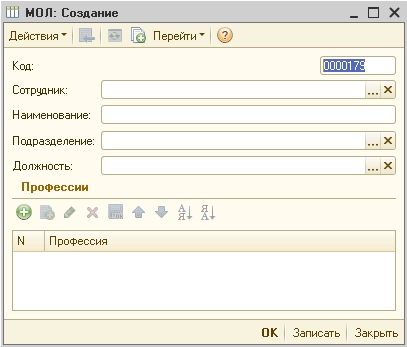 МОЛ: Создание
Действия Перейти
Код: 0000179
Сотрудник: ...
Наименование:
Подразделение: ...
Должность: ...
Профессии
А Я Я А
N Профессия
OK Записать Закрыть